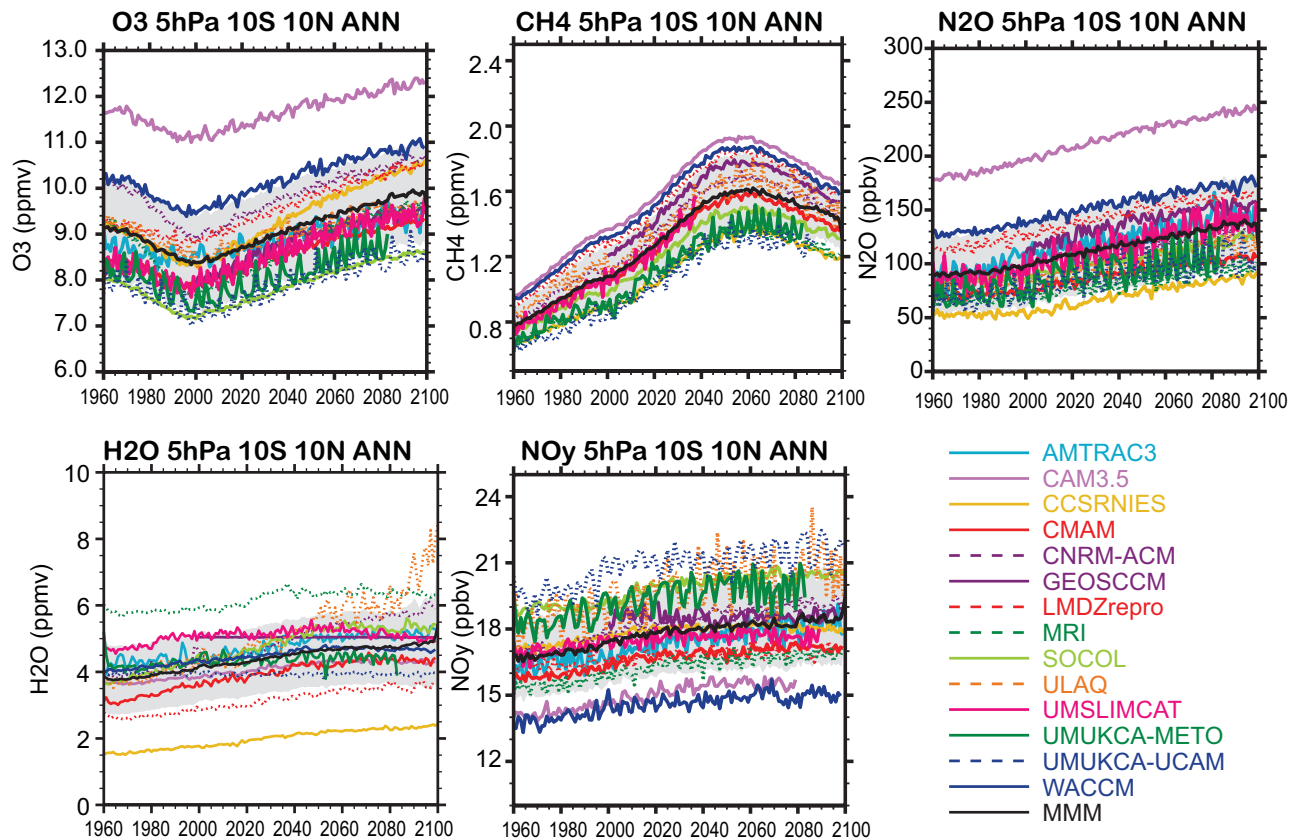 O3 5hPa 10S 10N ANN
CH4 5hPa 10S 10N ANN
N2O 5hPa 10S 10N ANN
O3 (ppmv)
13.0
12.0
11.0
10.0
9.0
8.0
7.0
6.0
1960 1980 2000 2020 2040 2060 2080 2100
CH4 (ppmv)
2.4
2.0
1.6
1.2
0.8
1960 1980 2000 2020 2040 2060 2080 2100
N2O (ppbv)
300
250
200
150
100
50
0
1960 1980 2000 2020 2040 2060 2080 2100
H2O 5hPa 10S 10N ANN
NOy 5hPa 10S 10N ANN
H2O (ppmv)
10
8
6
4
2
0
1960 1980 2000 2020 2040 2060 2080 2100
NOy (ppbv)
24
21
18
15
12
1960 1980 2000 2020 2040 2060 2080 2100
AMTRAC3
CAM3.5
CCSRNIES
CMAM
CNRM-ACM
GEOSCCM
LMDZrepro
MRI
SOCOL
ULAQ
UMSLIMCAT
UMUKCA-METO
UMUKCA-UCAM
WACCM
MMM